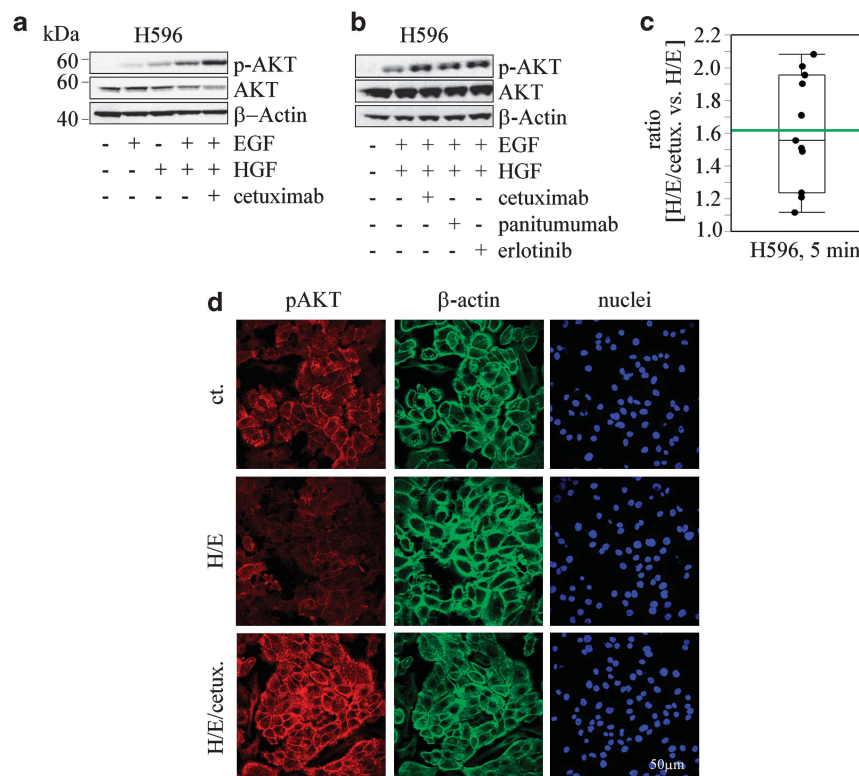 a
kDa H596
60 p-AKT
60 AKT
40 β–Actin
- + - + + EGF
- - + + + HGF
- - - - + cetuximab
b
H596
p-AKT
AKT
β-Actin
- + + + + EGF
- + + + + HGF
- - + - - cetuximab
- - - + - panitumumab
- - - - + erlotinib
c
ratio
[H/E/cetux. vs. H/E]
2.2
2.0
1.8
1.6
1.4
1.2
1.0
H596, 5 min
d
pAKT β-actin nuclei
ct.
H/E
H/E/cetux.
50μm